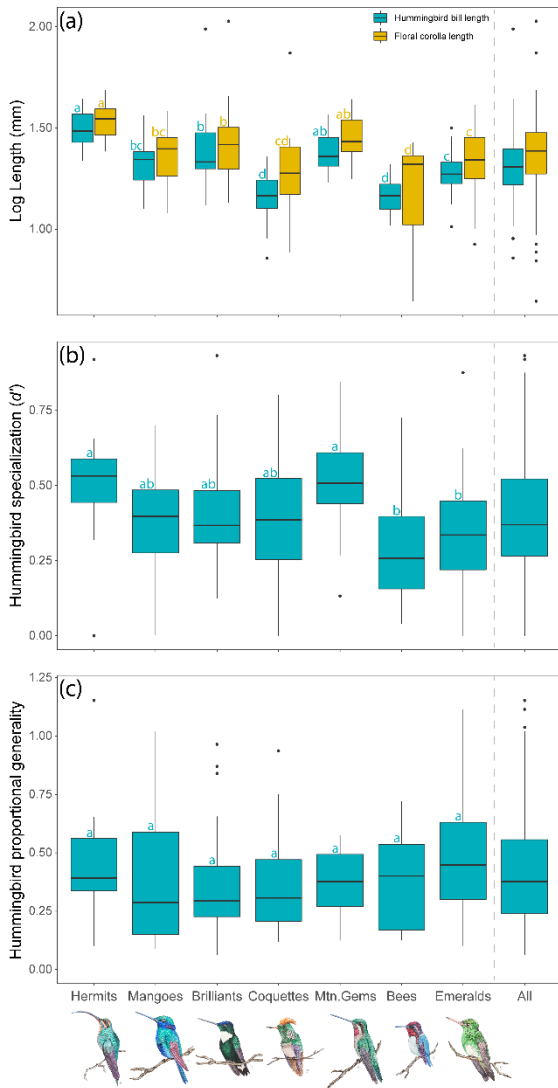 (a)
Hummingbird bill length
Floral corolla length
Log Length (mm)
2.00
1.50
1.00
a a bc bc b b d cd ab ab d d c c
(b)
Hummingbird specialization (d')
0.75
0.50
0.25
0.00
a ab ab ab a b b
(c)
Hummingbird proportional generality
1.25
1.00
0.75
0.50
0.25
0.00
a a a a a a a
Hermits Mangoes Brilliants Coquettes Mtn.Gems Bees Emeralds All